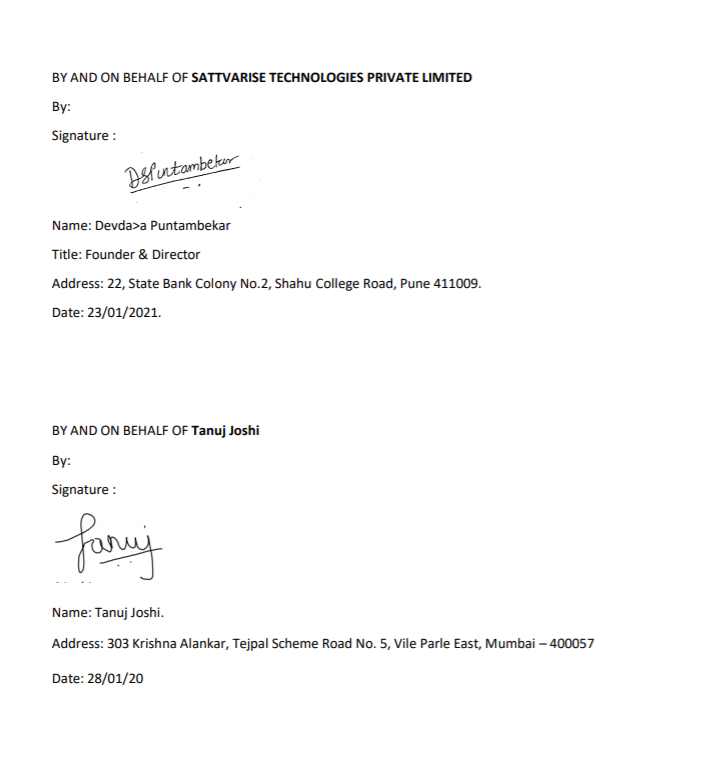 BY AND ON BEHALF OF SATTVARISE TECHNOLOGIES PRIVATE LIMITED
By:
Signature :
DSPuntambekar
Name: Devda>a Puntambekar
Title: Founder & Director
Address: 22, State Bank Colony No.2, Shahu College Road, Pune 411009.
Date: 23/01/2021.
BY AND ON BEHALF OF Tanuj Joshi
By:
Signature :
Tanuj
Name: Tanuj Joshi.
Address: 303 Krishna Alankar, Tejpal Scheme Road No. 5, Vile Parle East, Mumbai – 400057
Date: 28/01/20